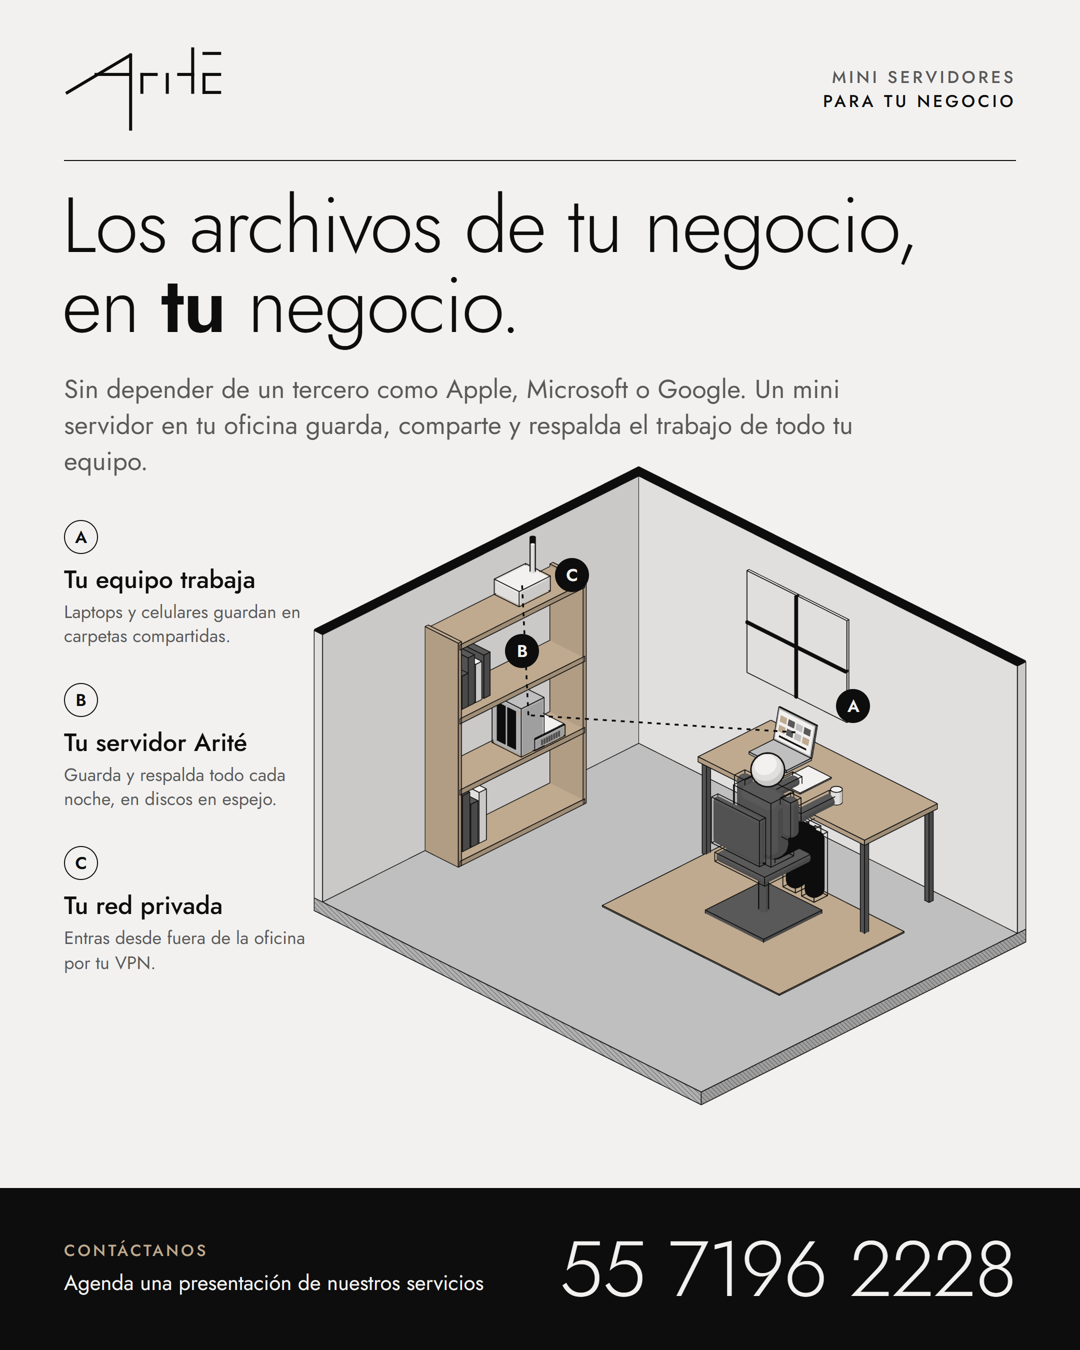 Arité
MINI SERVIDORES
PARA TU NEGOCIO
Los archivos de tu negocio,
en tu negocio.
Sin depender de un tercero como Apple, Microsoft o Google. Un mini
servidor en tu oficina guarda, comparte y respalda el trabajo de todo tu
equipo.
A
Tu equipo trabaja
Laptops y celulares guardan en
carpetas compartidas.
B
Tu servidor Arité
Guarda y respalda todo cada
noche, en discos en espejo.
C
Tu red privada
Entras desde fuera de la oficina
por tu VPN.
C
B
A
CONTÁCTANOS
Agenda una presentación de nuestros servicios
55 7196 2228